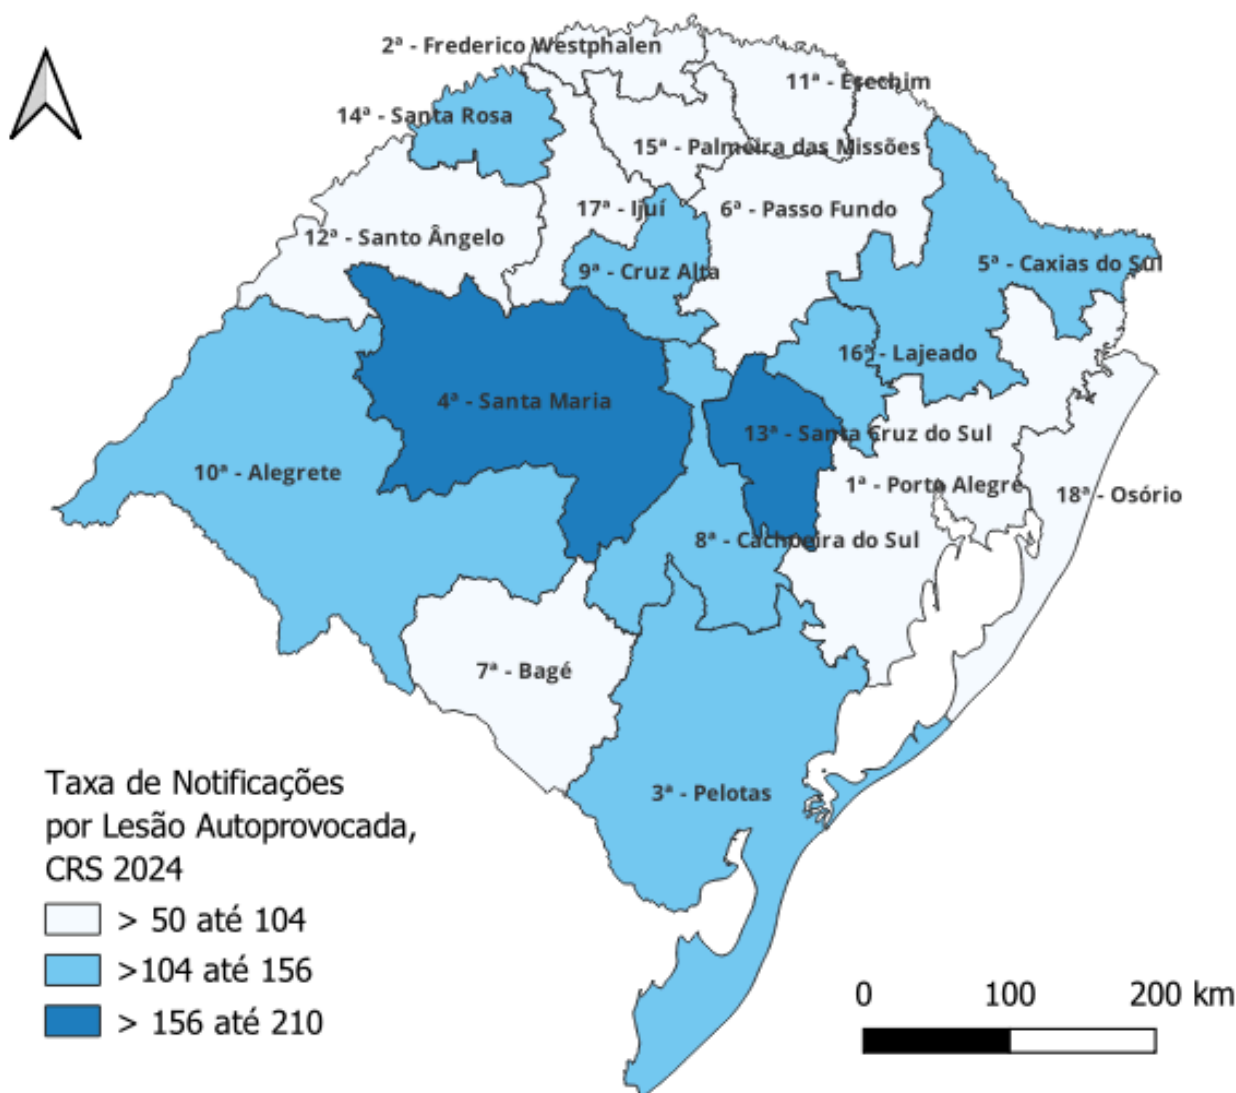 2ª - Frederico Westphalen
11ª - Erechim
14ª - Santa Rosa
15ª - Palmeira das Missões
17ª - Ijuí
6ª - Passo Fundo
12ª - Santo Ângelo
9ª - Cruz Alta
5ª - Caxias do Sul
16ª - Lajeado
4ª - Santa Maria
13ª - Santa Cruz do Sul
10ª - Alegrete
1ª - Porto Alegre
18ª - Osório
8ª - Cachoeira do Sul
7ª - Bagé
3ª - Pelotas
Taxa de Notificações
por Lesão Autoprovocada,
CRS 2024
> 50 até 104
>104 até 156
> 156 até 210
0 100 200 km